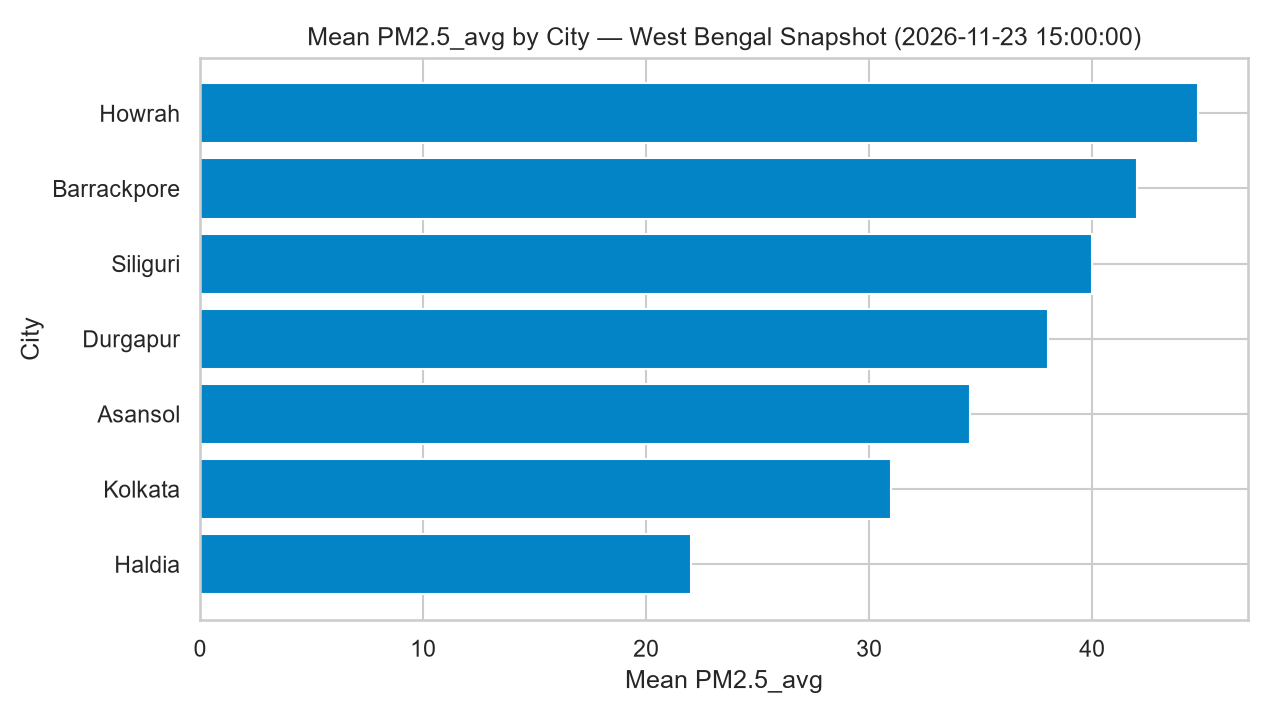 Mean PM2.5_avg by City — West Bengal Snapshot (2026-11-23 15:00:00)
City
Howrah
Barrackpore
Siliguri
Durgapur
Asansol
Kolkata
Haldia
0 10 20 30 40
Mean PM2.5_avg